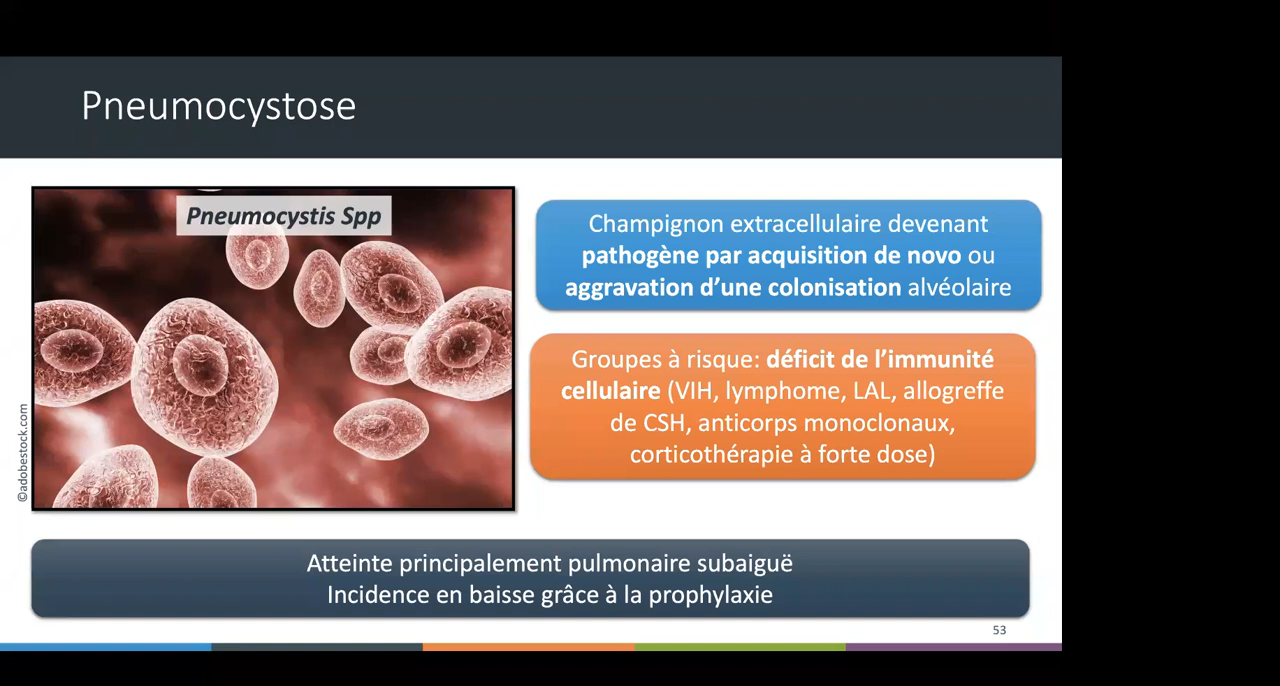 Pneumocystose
Pneumocystis Spp
©adobestock.com
Champignon extracellulaire devenant
pathogène par acquisition de novo ou
aggravation d’une colonisation alvéolaire
Groupes à risque: déficit de l’immunité
cellulaire (VIH, lymphome, LAL, allogreffe
de CSH, anticorps monoclonaux,
corticothérapie à forte dose)
Atteinte principalement pulmonaire subaiguë
Incidence en baisse grâce à la prophylaxie
53